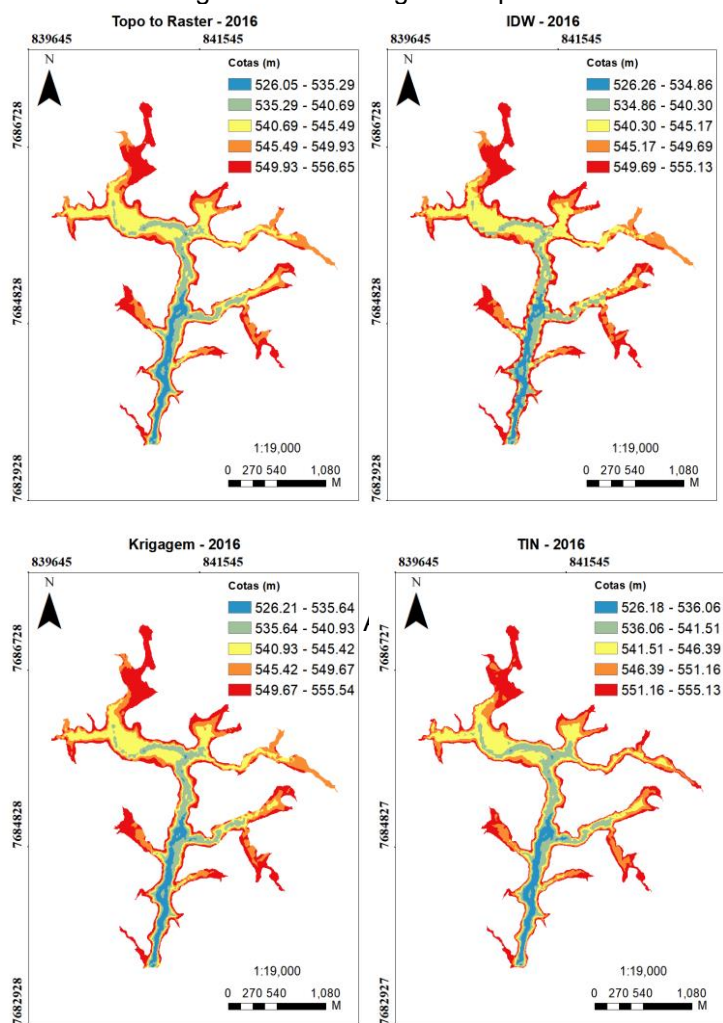 Topo to Raster - 2016
839645 841545
N
Cotas (m)
526.05 - 535.29
535.29 - 540.69
540.69 - 545.49
545.49 - 549.93
549.93 - 556.65
7686728
7684828
7682928
1:19,000
0 270 540 1,080
M
IDW - 2016
839645 841545
N
Cotas (m)
526.26 - 534.86
534.86 - 540.30
540.30 - 545.17
545.17 - 549.69
549.69 - 555.13
7686728
7684828
7682928
1:19,000
0 270 540 1,080
M
Krigagem - 2016
839645 841545
N
Cotas (m)
526.21 - 535.64
535.64 - 540.93
540.93 - 545.42
545.42 - 549.67
549.67 - 555.54
7686728
7684828
7682928
1:19,000
0 270 540 1,080
M
TIN - 2016
839645 841545
N
Cotas (m)
526.18 - 536.06
536.06 - 541.51
541.51 - 546.39
546.39 - 551.16
551.16 - 555.13
7686727
7684827
7682927
1:19,000
0 270 540 1,080
M